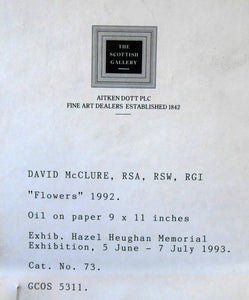 THE
SCOTTISH
GALLERY
AITKEN DOTT PLC
FINE ART DEALERS ESTABLISHED 1842
DAVID McCLURE, RSA, RSW, RGI
"Flowers" 1992.
Oil on paper 9 x 11 inches
Exhib. Hazel Heughan Memorial
Exhibition, 5 June - 7 July 1993.
Cat. No. 73.
GCOS 5311.